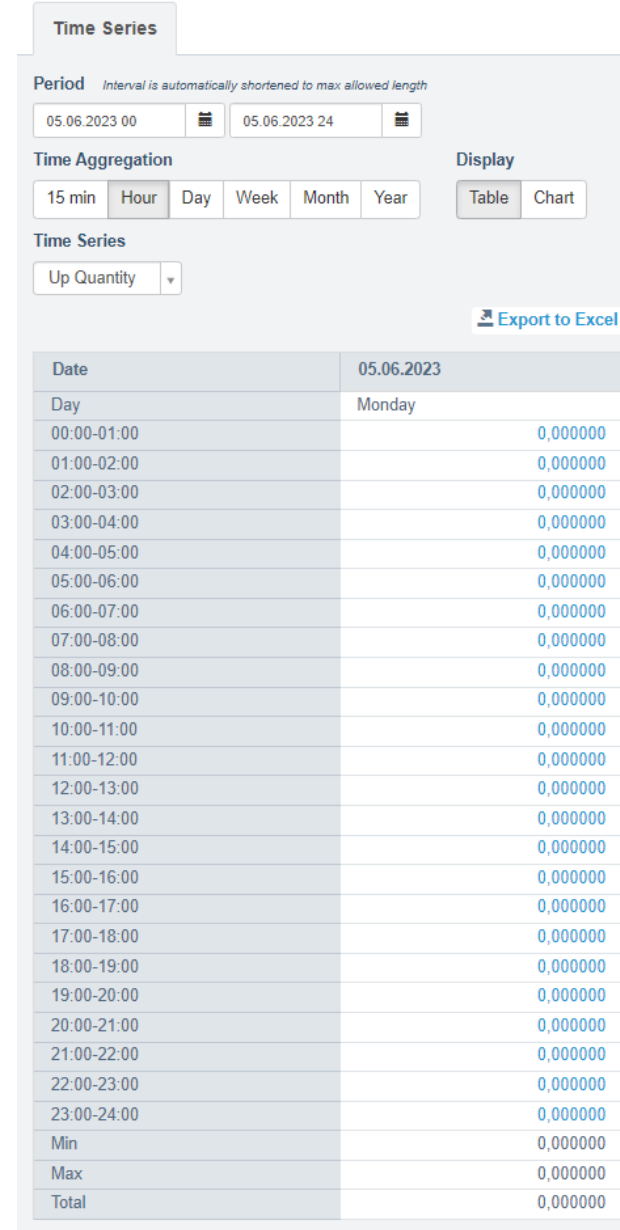 Time Series
Period Interval is automatically shortened to max allowed length
05.06.2023 00 05.06.2023 24
Time Aggregation Display
15 min Hour Day Week Month Year Table Chart
Time Series
Up Quantity
Export to Excel
Date 05.06.2023
Day Monday
00:00-01:00 0,000000
01:00-02:00 0,000000
02:00-03:00 0,000000
03:00-04:00 0,000000
04:00-05:00 0,000000
05:00-06:00 0,000000
06:00-07:00 0,000000
07:00-08:00 0,000000
08:00-09:00 0,000000
09:00-10:00 0,000000
10:00-11:00 0,000000
11:00-12:00 0,000000
12:00-13:00 0,000000
13:00-14:00 0,000000
14:00-15:00 0,000000
15:00-16:00 0,000000
16:00-17:00 0,000000
17:00-18:00 0,000000
18:00-19:00 0,000000
19:00-20:00 0,000000
20:00-21:00 0,000000
21:00-22:00 0,000000
22:00-23:00 0,000000
23:00-24:00 0,000000
Min 0,000000
Max 0,000000
Total 0,000000